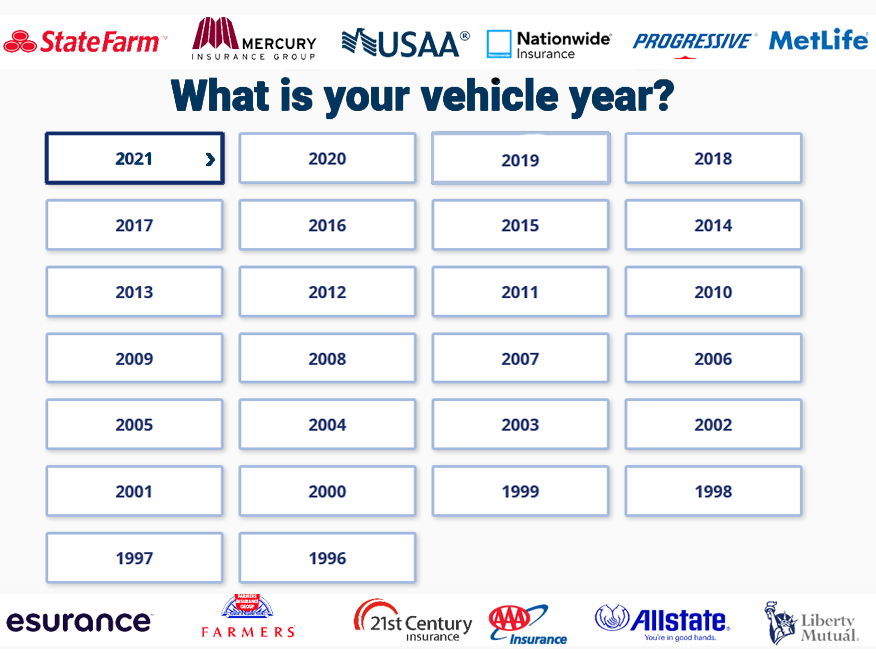 StateFarm™
MERCURY
INSURANCE GROUP
USAA®
Nationwide®
Insurance
PROGRESSIVE®
MetLife®
What is your vehicle year?
2021 ›
2020
2019
2018
2017
2016
2015
2014
2013
2012
2011
2010
2009
2008
2007
2006
2005
2004
2003
2002
2001
2000
1999
1998
1997
1996
esurance
FARMERS
INSURANCE
GROUP
FARMERS
21st Century
insurance
AAA
Insurance
Allstate®
You're in good hands.
Liberty
Mutual.